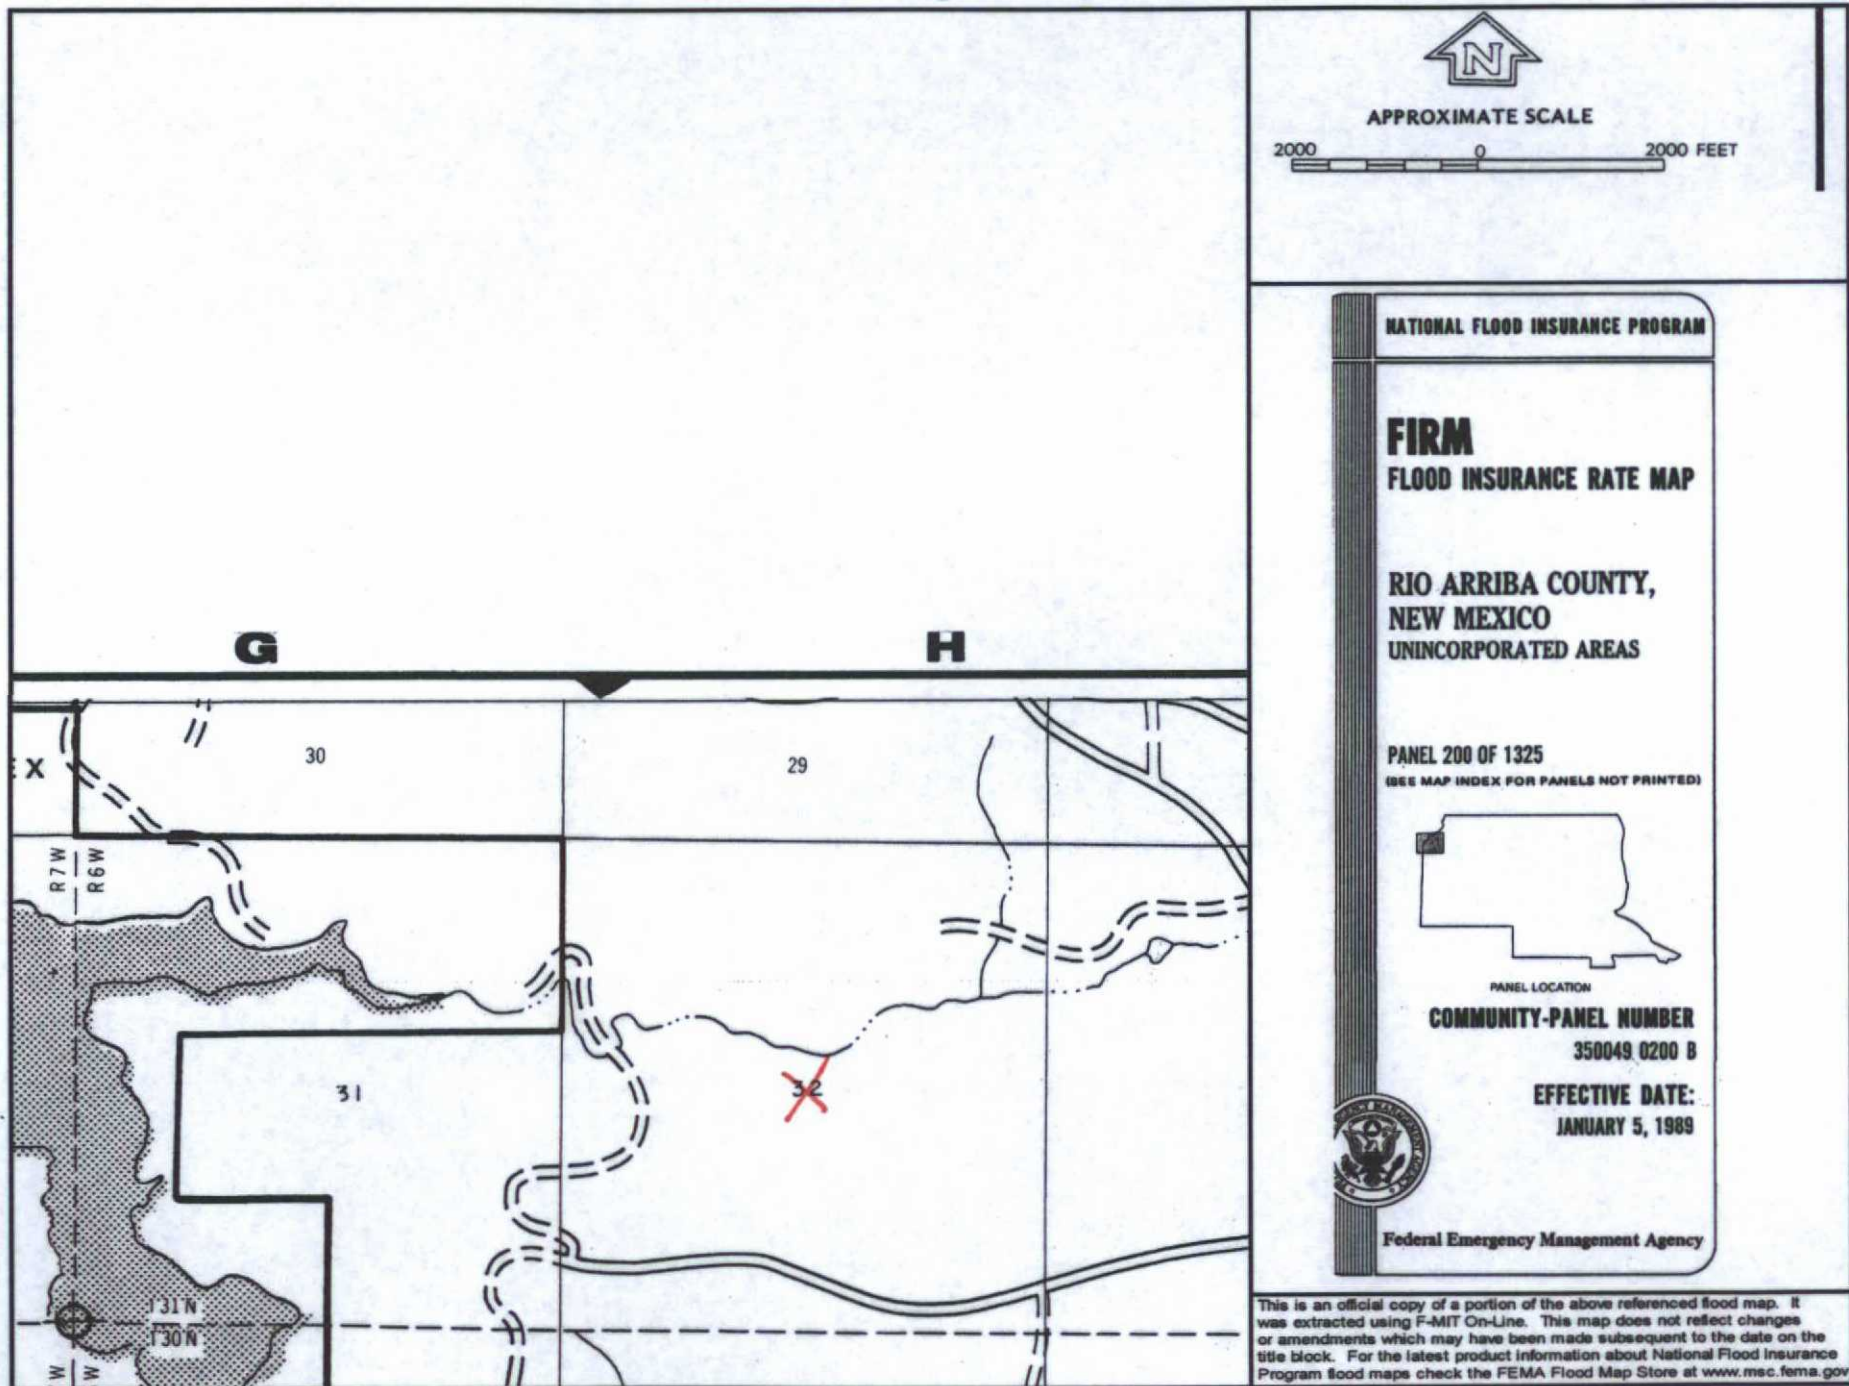 N
APPROXIMATE SCALE
2000 0 2000 FEET
NATIONAL FLOOD INSURANCE PROGRAM
FIRM
FLOOD INSURANCE RATE MAP
RIO ARRIBA COUNTY,
NEW MEXICO
UNINCORPORATED AREAS
PANEL 200 OF 1325
(SEE MAP INDEX FOR PANELS NOT PRINTED)
PANEL LOCATION
COMMUNITY-PANEL NUMBER
350049 0200 B
EFFECTIVE DATE:
JANUARY 5, 1989
Federal Emergency Management Agency
This is an official copy of a portion of the above referenced flood map. It
was extracted using F-MIT On-Line. This map does not reflect changes
or amendments which may have been made subsequent to the date on the
title block. For the latest product information about National Flood Insurance
Program flood maps check the FEMA Flood Map Store at www.msc.fema.gov
G H
X
30
29
R7W
R6W
31
32
T31N
T30N
W
W